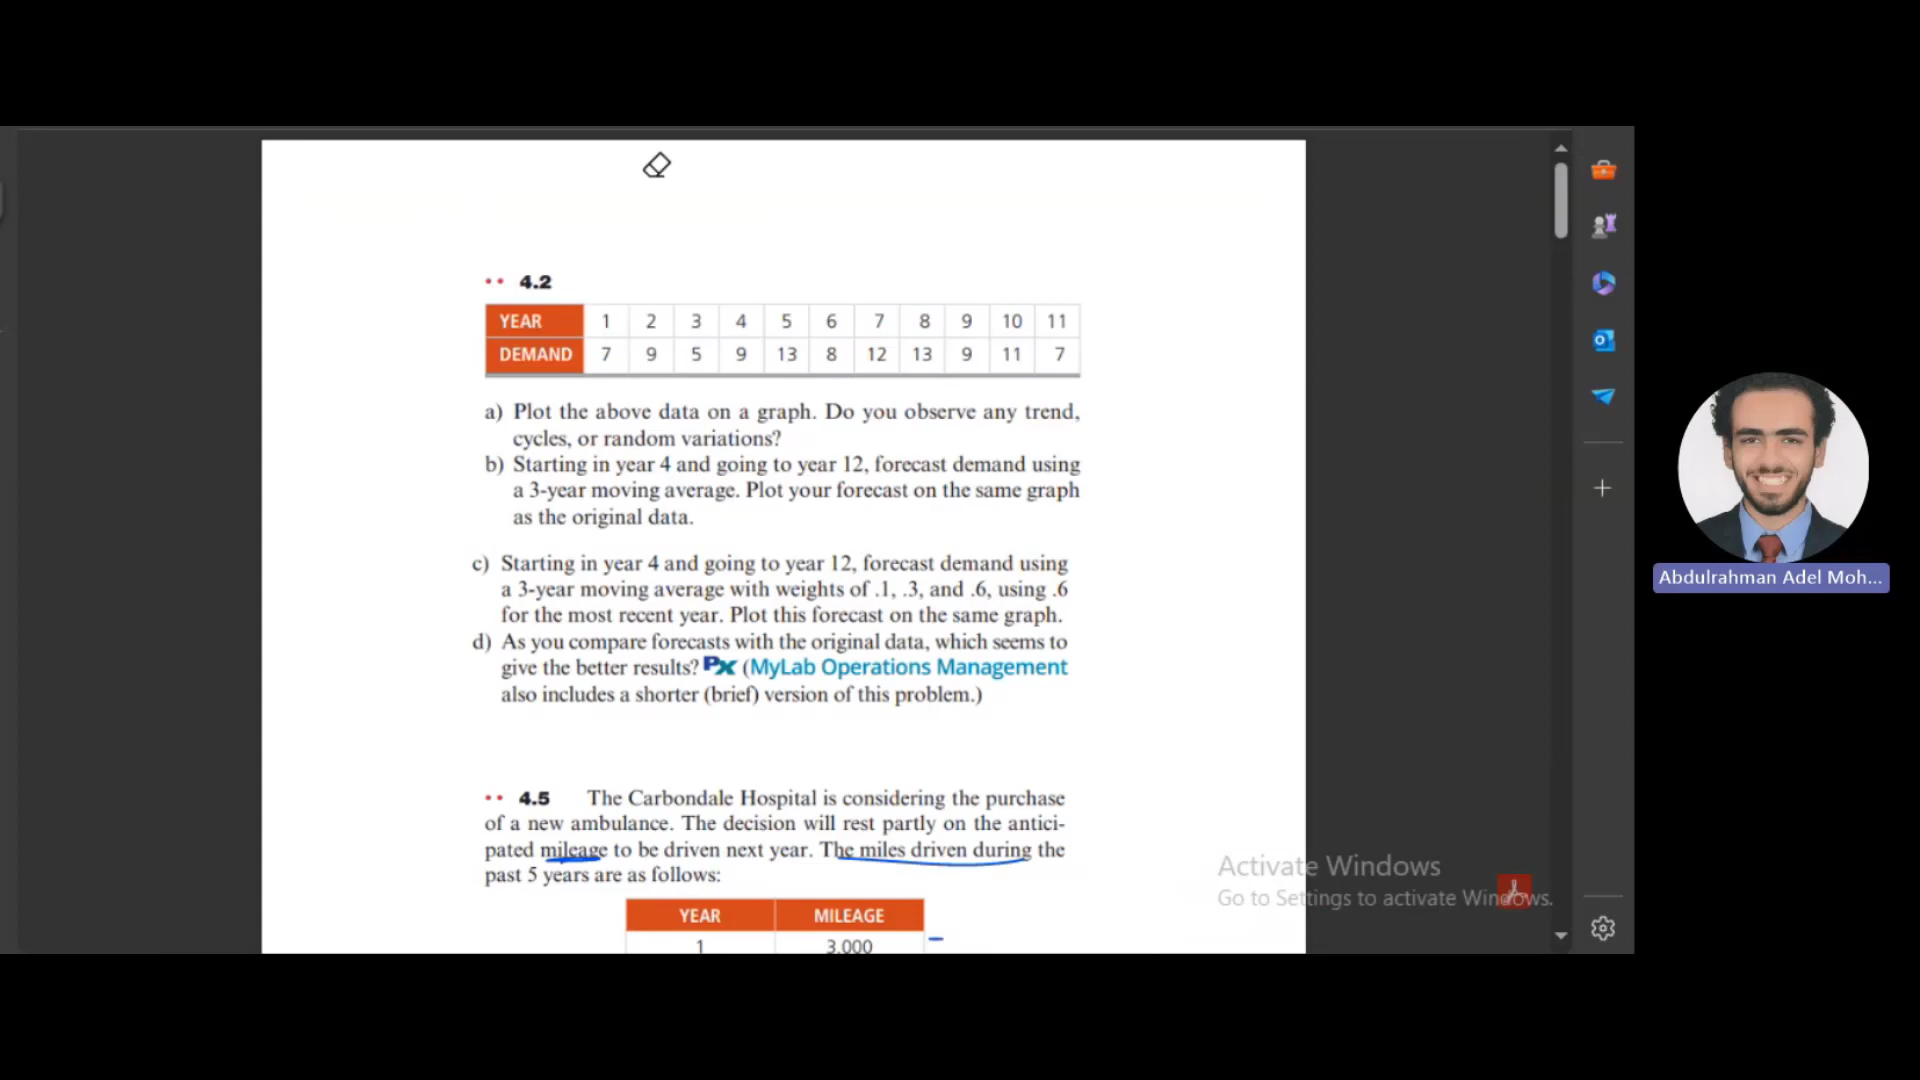 •• 4.2
YEAR 1 2 3 4 5 6 7 8 9 10 11
DEMAND 7 9 5 9 13 8 12 13 9 11 7
a) Plot the above data on a graph. Do you observe any trend,
cycles, or random variations?
b) Starting in year 4 and going to year 12, forecast demand using
a 3-year moving average. Plot your forecast on the same graph
as the original data.
c) Starting in year 4 and going to year 12, forecast demand using
a 3-year moving average with weights of .1, .3, and .6, using .6
for the most recent year. Plot this forecast on the same graph.
d) As you compare forecasts with the original data, which seems to
give the better results? PX (MyLab Operations Management
also includes a shorter (brief) version of this problem.)
•• 4.5 The Carbondale Hospital is considering the purchase
of a new ambulance. The decision will rest partly on the antici-
pated mileage to be driven next year. The miles driven during the
past 5 years are as follows:
YEAR MILEAGE
1 3,000
Activate Windows
Go to Settings to activate Windows.
Abdulrahman Adel Moh...